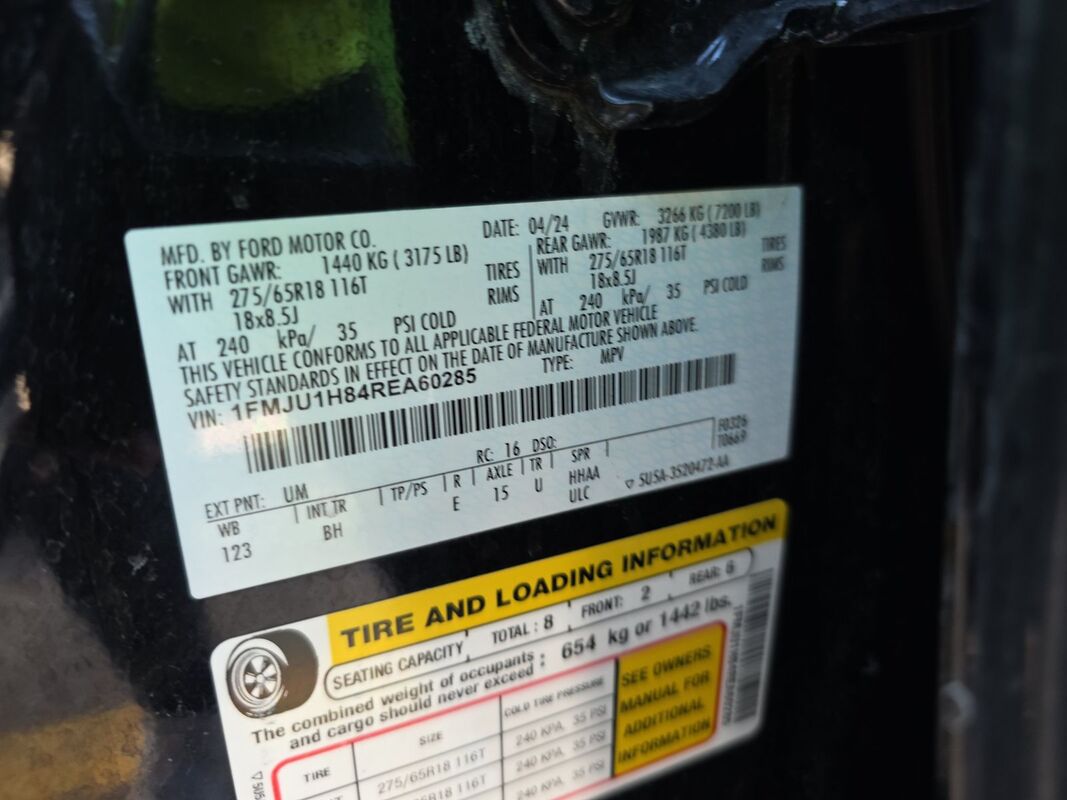 MFD. BY FORD MOTOR CO. DATE: 04/24 GVWR: 3266 KG ( 7200 LB)
FRONT GAWR: 1440 KG ( 3175 LB) REAR GAWR: 1987 KG ( 4380 LB)
WITH 275/65R18 116T TIRES WITH 275/65R18 116T TIRES
18x8.5J RIMS 18x8.5J RIMS
AT 240 kPa/ 35 PSI COLD AT 240 kPa/ 35 PSI COLD
THIS VEHICLE CONFORMS TO ALL APPLICABLE FEDERAL MOTOR VEHICLE
SAFETY STANDARDS IN EFFECT ON THE DATE OF MANUFACTURE SHOWN ABOVE.
VIN: 1FMJU1H84REA60285 TYPE: MPV
F0326
T0669
EXT PNT: UM RC: 16 DSO:
WB INT TR TP/PS R AXLE TR SPR
123 BH E 15 U HHAA
ULC
▽ 5U5A-3520472-AA
TIRE AND LOADING INFORMATION
SEATING CAPACITY TOTAL : 8 FRONT: 2 REAR: 6
The combined weight of occupants : 654 kg or 1442 lbs.
and cargo should never exceed
TIRE SIZE COLD TIRE PRESSURE
275/65R18 116T 240 KPA, 35 PSI
240 KPA, 35 PSI
240 KPA, 35 PSI
SEE OWNERS
MANUAL FOR
ADDITIONAL
INFORMATION